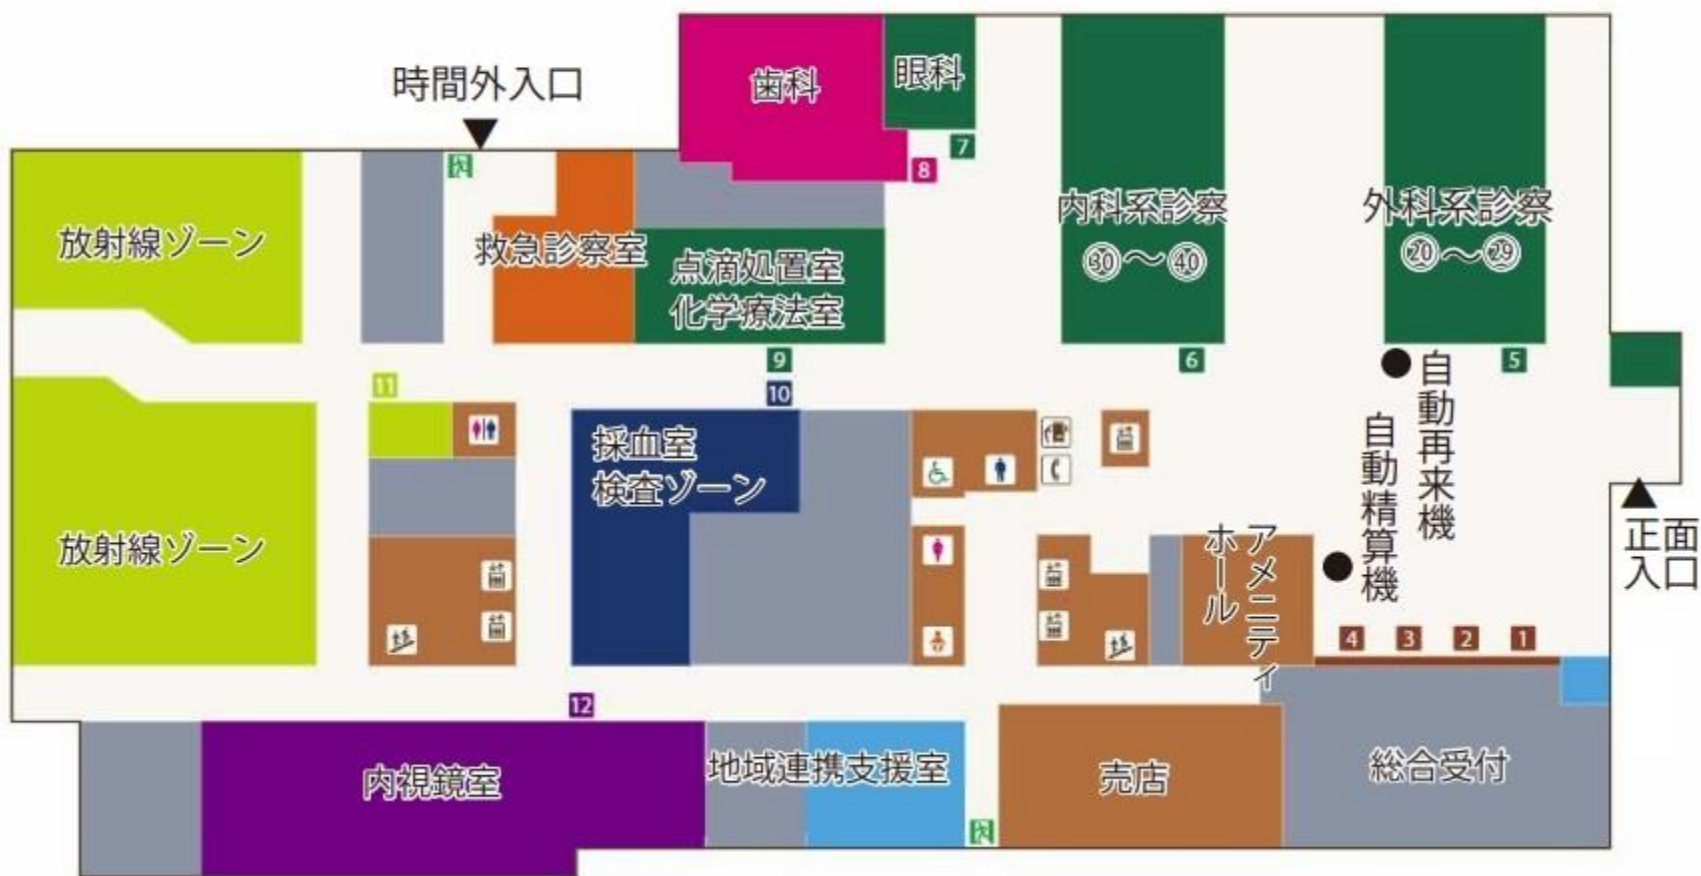 時間外入口
歯科
眼科
7
8
放射線ゾーン
救急診察室
点滴処置室
化学療法室
内科系診察
㉚〜㊵
外科系診察
⑳〜㉙
9
10
11
6
5
自動再来機
自動精算機
正面
入口
採血室
検査ゾーン
放射線ゾーン
アメニティ
ホール
4
3
2
1
12
内視鏡室
地域連携支援室
売店
総合受付